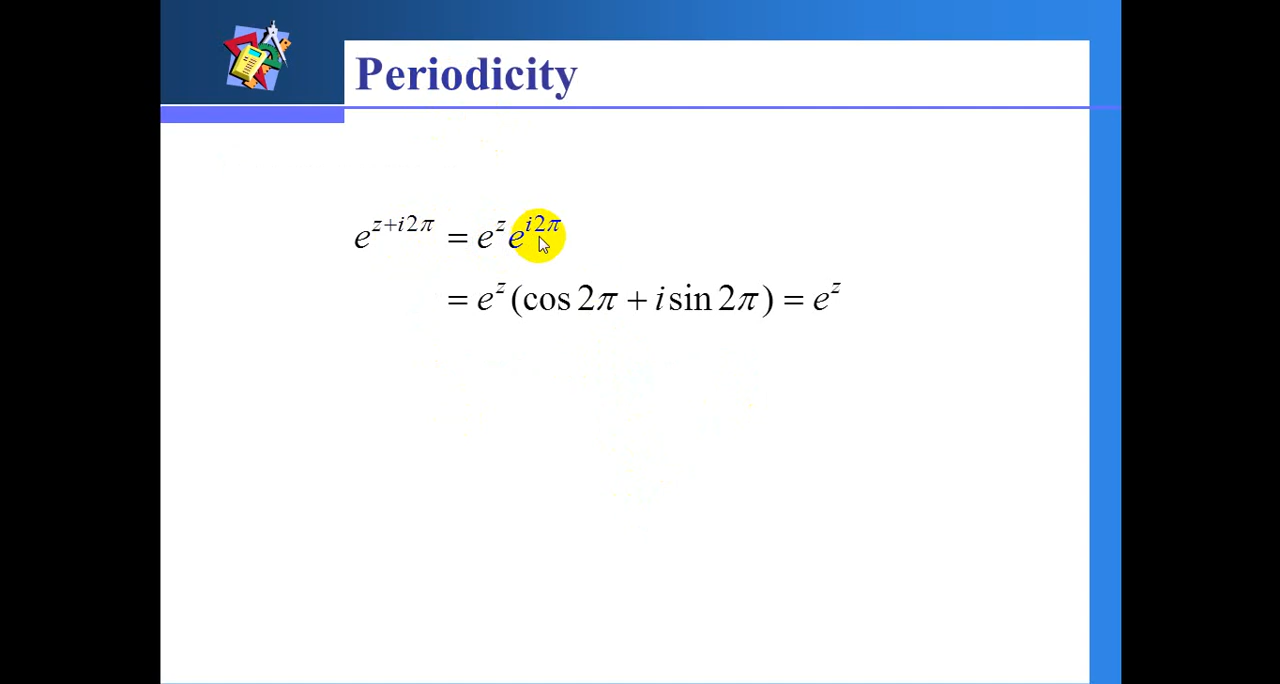 Periodicity
e^{z+i2π} = e^z e^{i2π}
= e^z (cos 2π + i sin 2π) = e^z